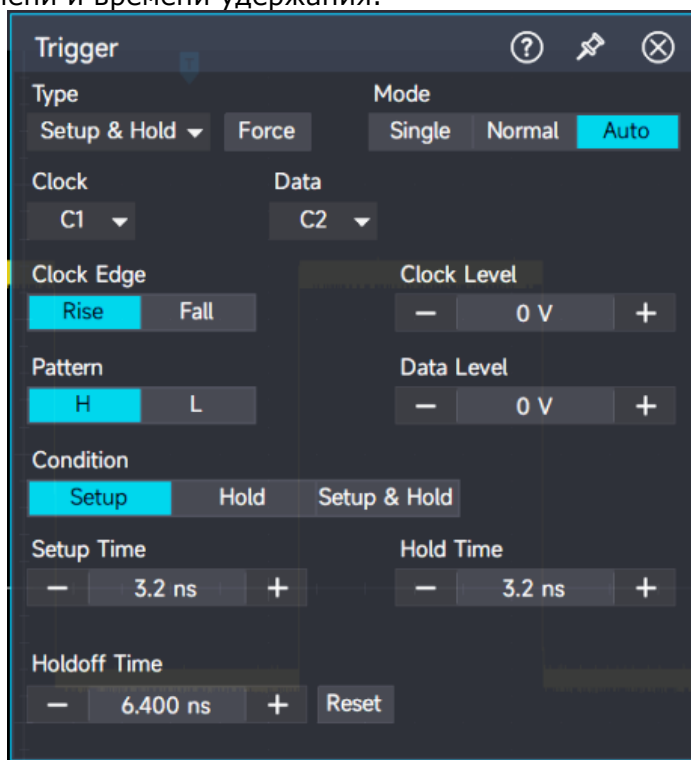 и времени удержания.
Trigger
Type Mode
Setup & Hold Force Single Normal Auto
Clock Data
C1 C2
Clock Edge Clock Level
Rise Fall − 0 V +
Pattern Data Level
H L − 0 V +
Condition
Setup Hold Setup & Hold
Setup Time Hold Time
− 3.2 ns + − 3.2 ns +
Holdoff Time
− 6.400 ns + Reset